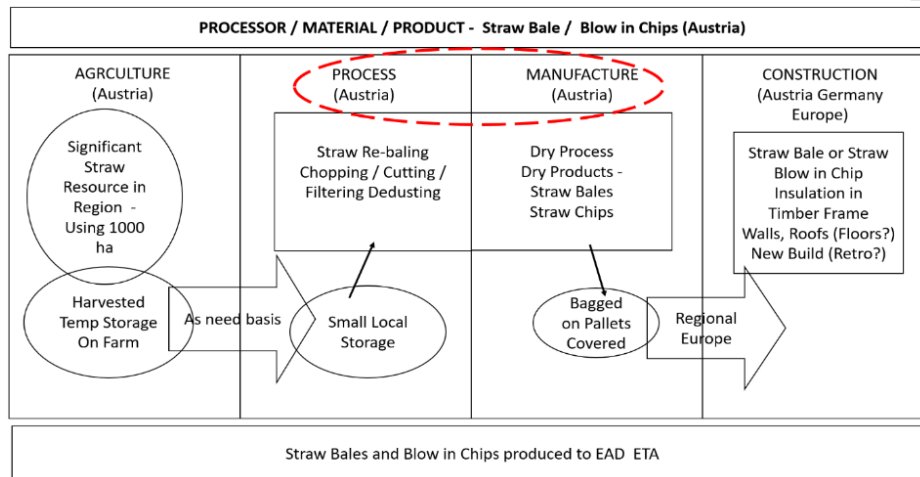 PROCESSOR / MATERIAL / PRODUCT - Straw Bale / Blow in Chips (Austria)
AGRCULTURE
(Austria)
Significant
Straw
Resource in
Region -
Using 1000
ha
Harvested
Temp Storage
On Farm
As need basis
PROCESS
(Austria)
Straw Re-baling
Chopping / Cutting /
Filtering Dedusting
Small Local
Storage
MANUFACTURE
(Austria)
Dry Process
Dry Products -
Straw Bales
Straw Chips
Bagged
on Pallets
Covered
Regional
Europe
CONSTRUCTION
(Austria Germany
Europe)
Straw Bale or Straw
Blow in Chip
Insulation in
Timber Frame
Walls, Roofs (Floors?)
New Build (Retro?)
Straw Bales and Blow in Chips produced to EAD ETA